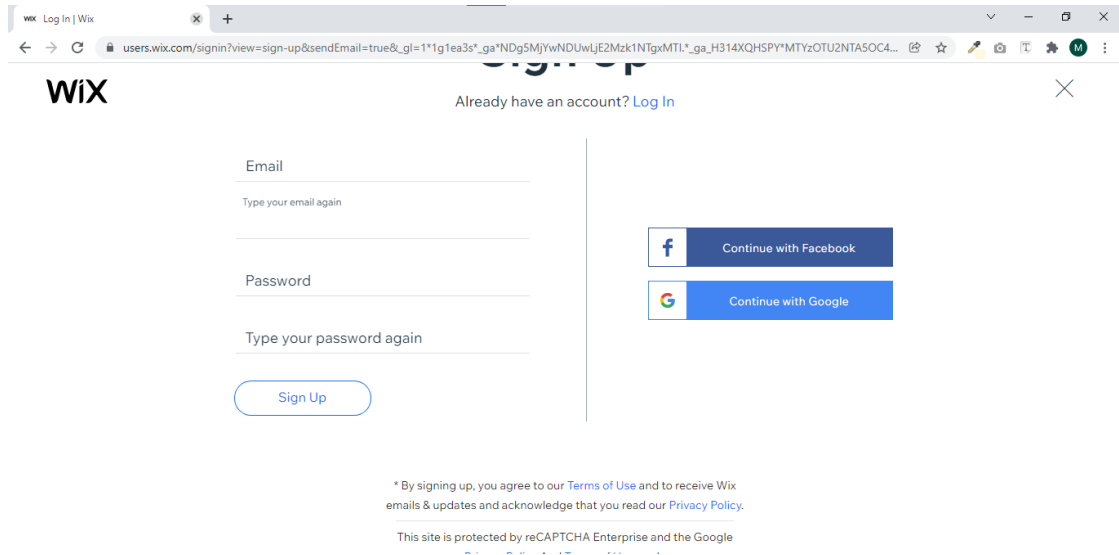 WiX Log In | Wix
users.wix.com/signin?view=sign-up&sendEmail=true&_gl=1*1g1ea3s*_ga*NDg5MjYwNDUwLjE2Mzk1NTgxMTI.*_ga_H314XQHSPY*MTYzOTU2NTA5OC4...
M
Sign Up
WiX
Already have an account? Log In
Email
Type your email again
Password
Type your password again
Sign Up
f Continue with Facebook
G Continue with Google
* By signing up, you agree to our Terms of Use and to receive Wix
emails & updates and acknowledge that you read our Privacy Policy.
This site is protected by reCAPTCHA Enterprise and the Google